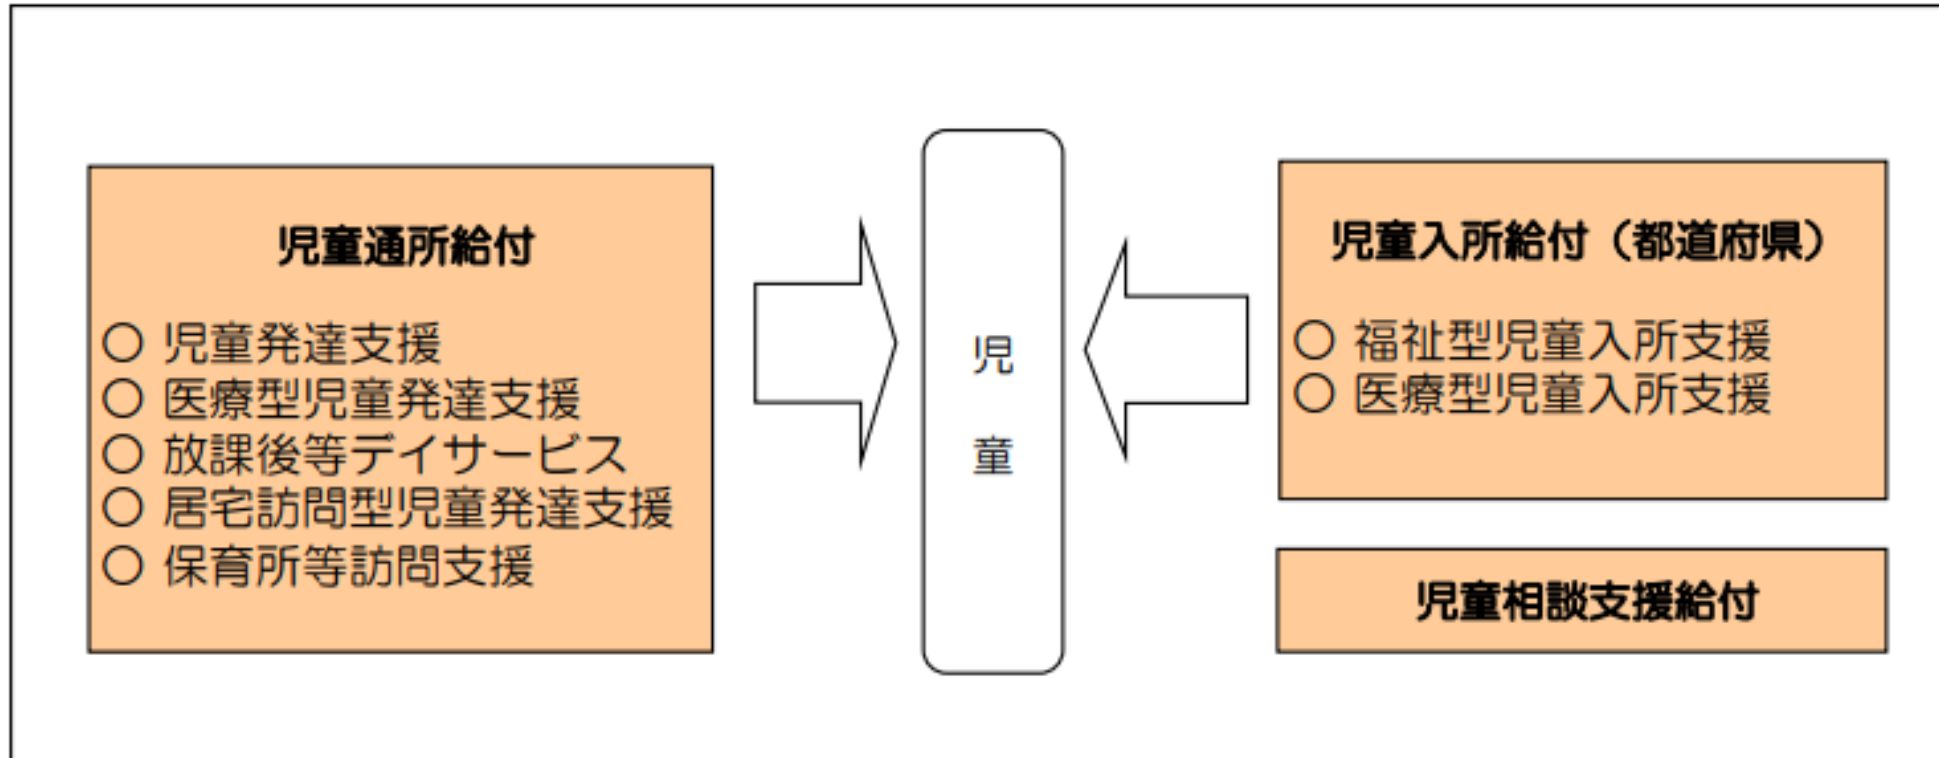 児童通所給付
○ 児童発達支援
○ 医療型児童発達支援
○ 放課後等デイサービス
○ 居宅訪問型児童発達支援
○ 保育所等訪問支援
児
童
児童入所給付（都道府県）
○ 福祉型児童入所支援
○ 医療型児童入所支援
児童相談支援給付